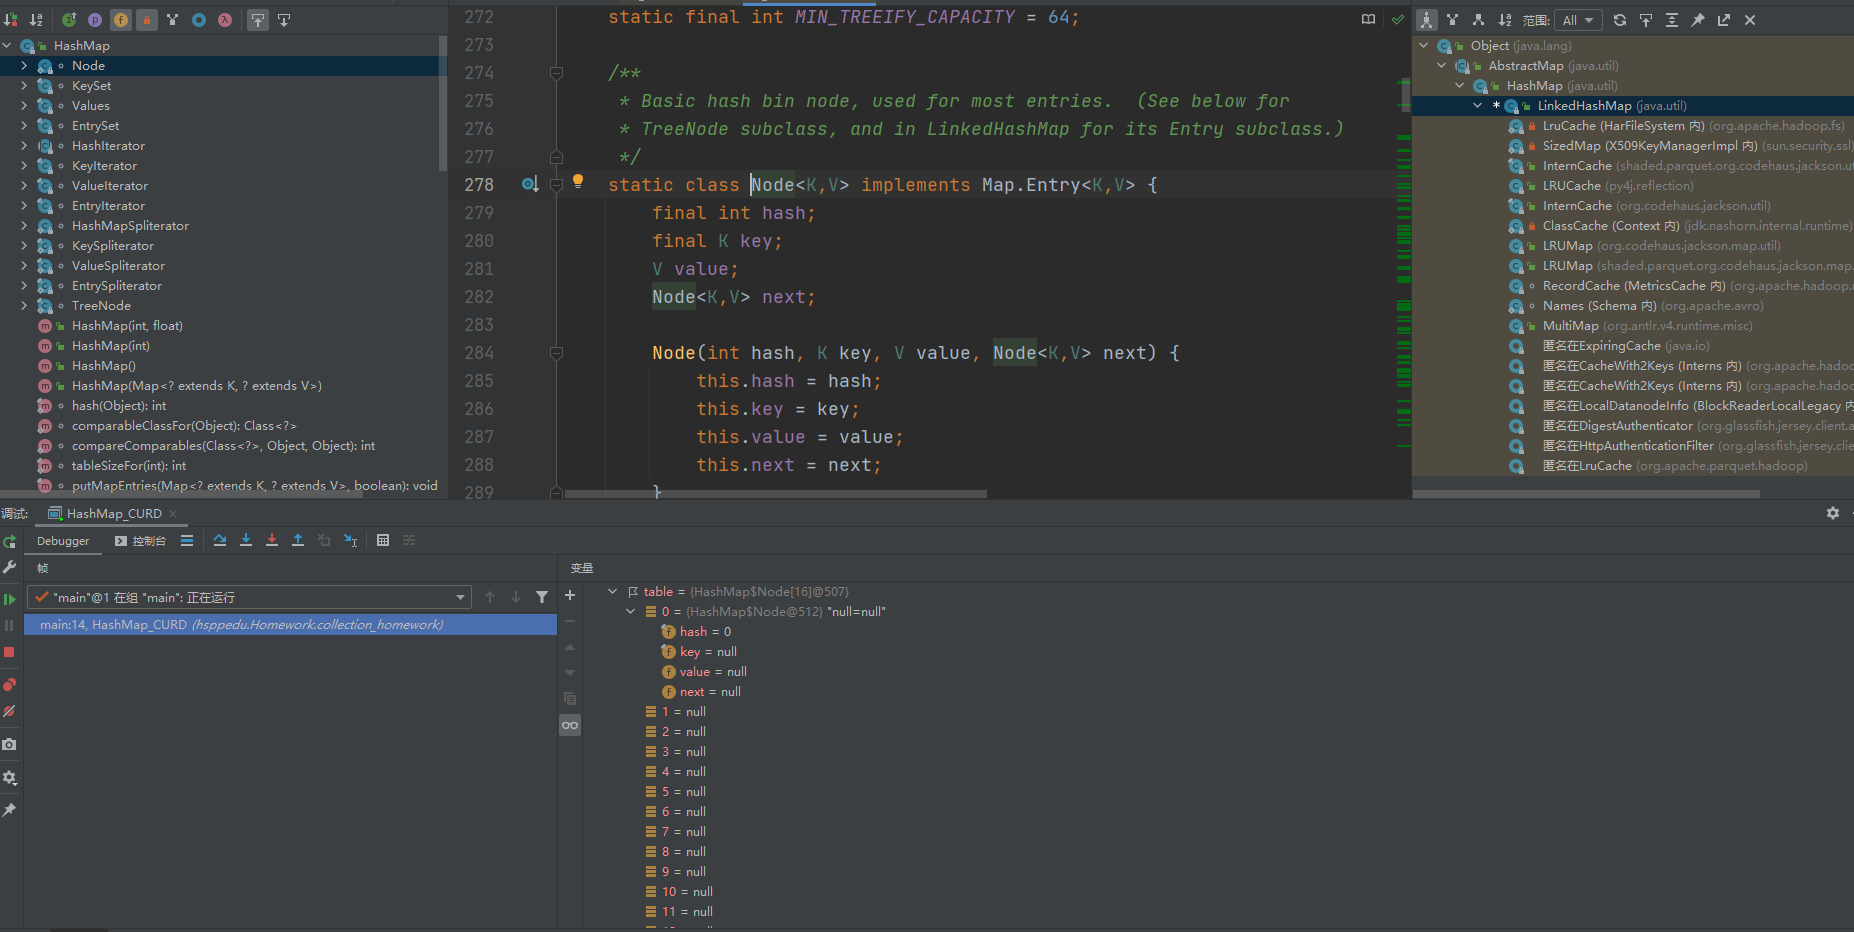 HashMap
Node
KeySet
Values
EntrySet
HashIterator
KeyIterator
ValueIterator
EntryIterator
HashMapSpliterator
KeySpliterator
ValueSpliterator
EntrySpliterator
TreeNode
HashMap(int, float)
HashMap(int)
HashMap()
HashMap(Map<? extends K, ? extends V>)
hash(Object): int
comparableClassFor(Object): Class<?>
compareComparables(Class<?>, Object, Object): int
tableSizeFor(int): int
putMapEntries(Map<? extends K, ? extends V>, boolean): void
272 static final int MIN_TREEIFY_CAPACITY = 64;
273
274 /**
275 * Basic hash bin node, used for most entries.  (See below for
276 * TreeNode subclass, and in LinkedHashMap for its Entry subclass.)
277 */
278 static class Node<K,V> implements Map.Entry<K,V> {
279 final int hash;
280 final K key;
281 V value;
282 Node<K,V> next;
283
284 Node(int hash, K key, V value, Node<K,V> next) {
285 this.hash = hash;
286 this.key = key;
287 this.value = value;
288 this.next = next;
289 }
范围: All
Object (java.lang)
AbstractMap (java.util)
HashMap (java.util)
* LinkedHashMap (java.util)
LruCache (HarFileSystem 内) (org.apache.hadoop.fs)
SizedMap (X509KeyManagerImpl 内) (sun.security.ssl
InternCache (shaded.parquet.org.codehaus.jackson.ut
LRUCache (py4j.reflection)
InternCache (org.codehaus.jackson.util)
ClassCache (Context 内) (jdk.nashorn.internal.runtime)
LRUMap (org.codehaus.jackson.map.util)
LRUMap (shaded.parquet.org.codehaus.jackson.map.
RecordCache (MetricsCache 内) (org.apache.hadoop.
Names (Schema 内) (org.apache.avro)
MultiMap (org.antlr.v4.runtime.misc)
匿名在ExpiringCache (java.io)
匿名在CacheWith2Keys (Interns 内) (org.apache.hadoo
匿名在CacheWith2Keys (Interns 内) (org.apache.hadoo
匿名在LocalDatanodeInfo (BlockReaderLocalLegacy 内
匿名在DigestAuthenticator (org.glassfish.jersey.client.a
匿名在HttpAuthenticationFilter (org.glassfish.jersey.clie
匿名在LruCache (org.apache.parquet.hadoop)
调试: HashMap_CURD
Debugger 控制台
帧
"main"@1 在组 "main": 正在运行
main:14, HashMap_CURD (hsppedu.Homework.collection_homework)
变量
table = {HashMap$Node[16]@507}
0 = {HashMap$Node@512} "null=null"
hash = 0
key = null
value = null
next = null
1 = null
2 = null
3 = null
4 = null
5 = null
6 = null
7 = null
8 = null
9 = null
10 = null
11 = null